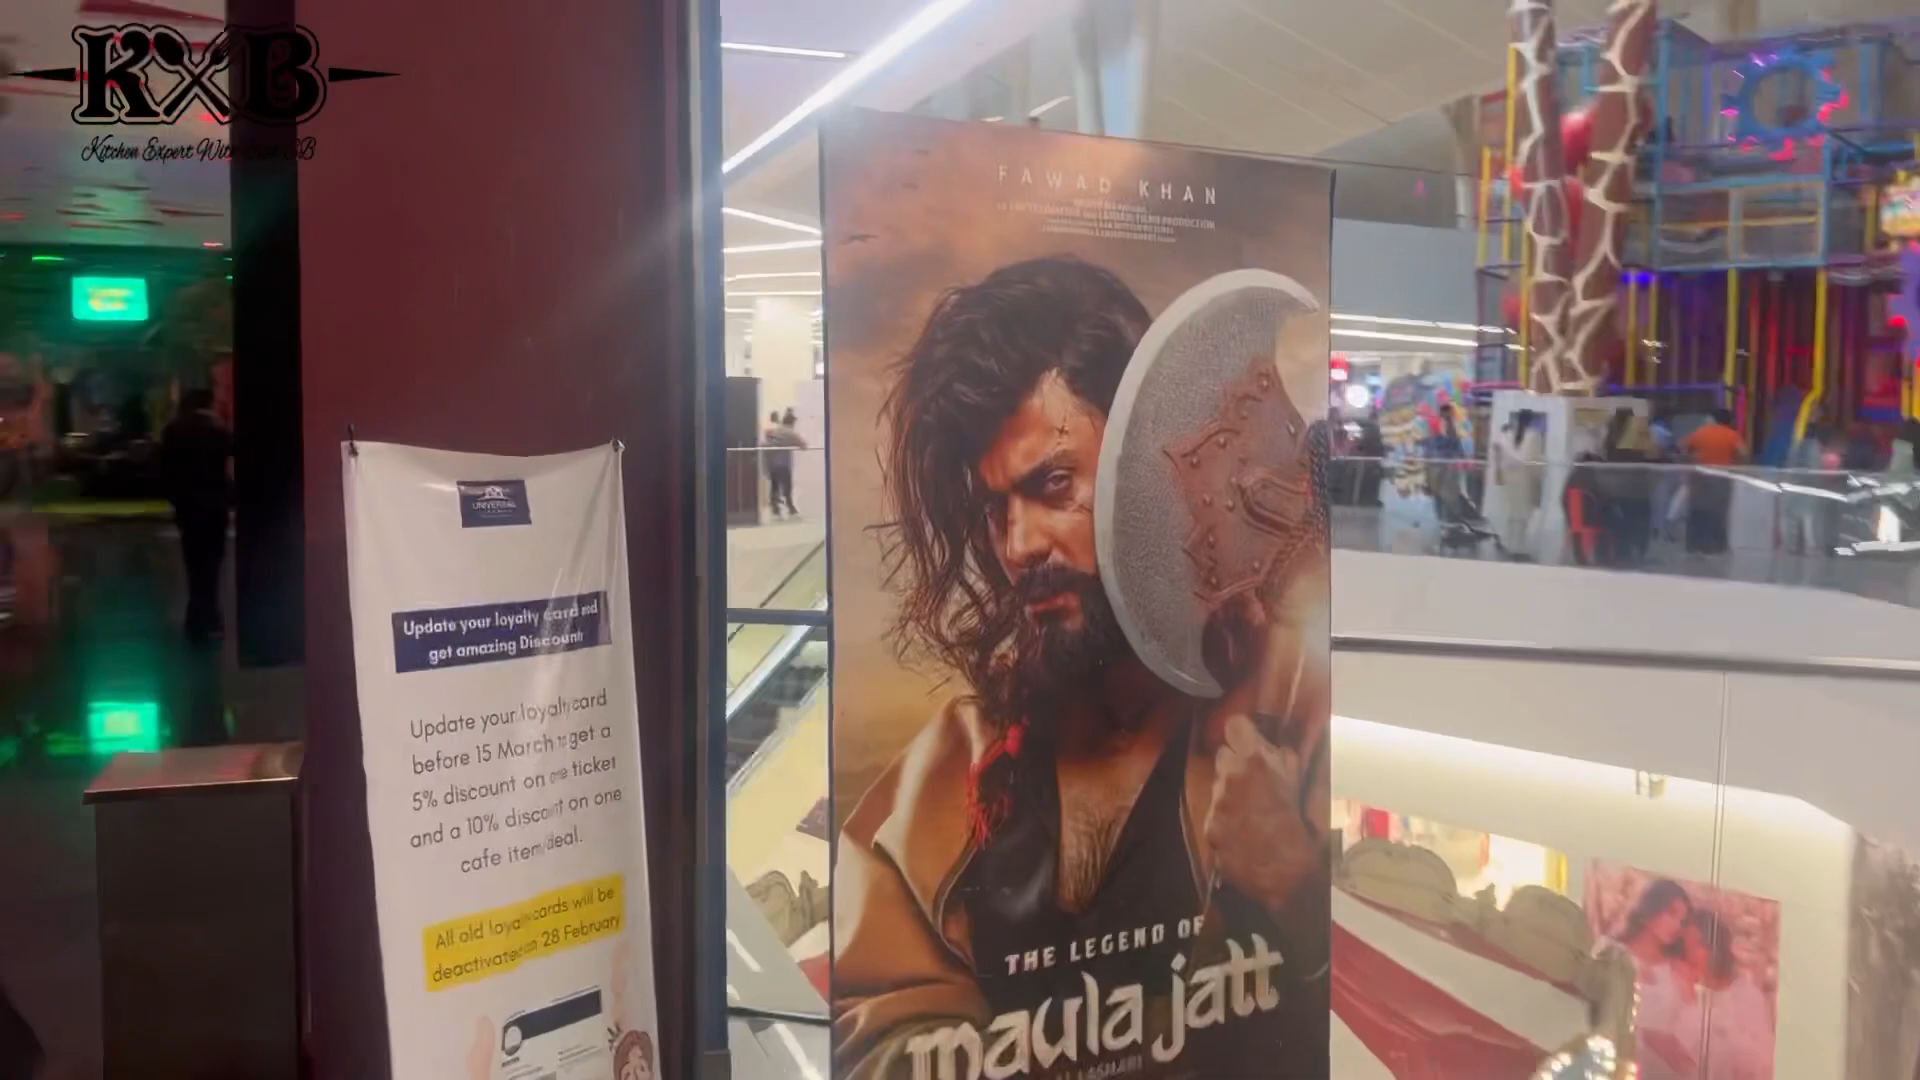 KXB
Kitchen Expert With
UNIVERSAL
Update your loyalty card and
get amazing Discount
Update your loyalty card
before 15 March to get a
5% discount on one ticket
and a 10% discount on one
cafe item/deal.
All old loyalty cards will be
deactivated on 28 February
FAWAD KHAN
THE LEGEND OF
maula jatt